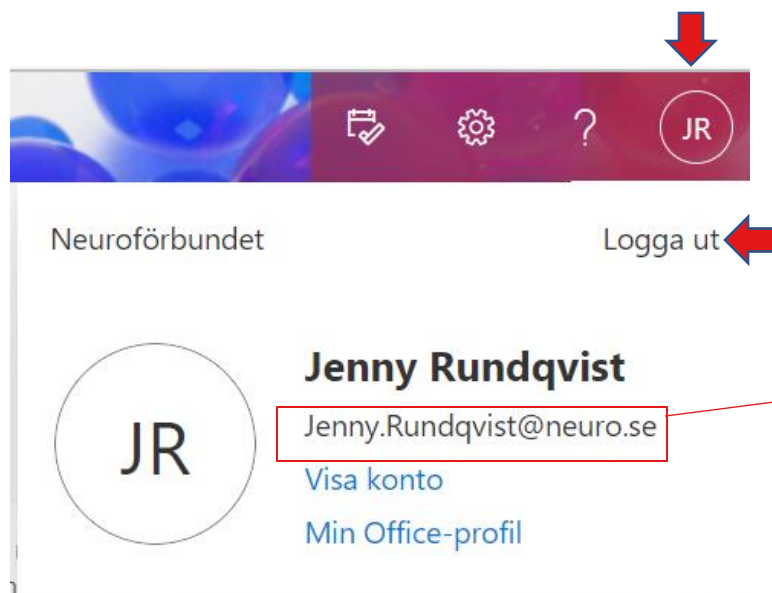 JR
Neuroförbundet Logga ut
Jenny Rundqvist
JR
Jenny.Rundqvist@neuro.se
Visa konto
Min Office-profil